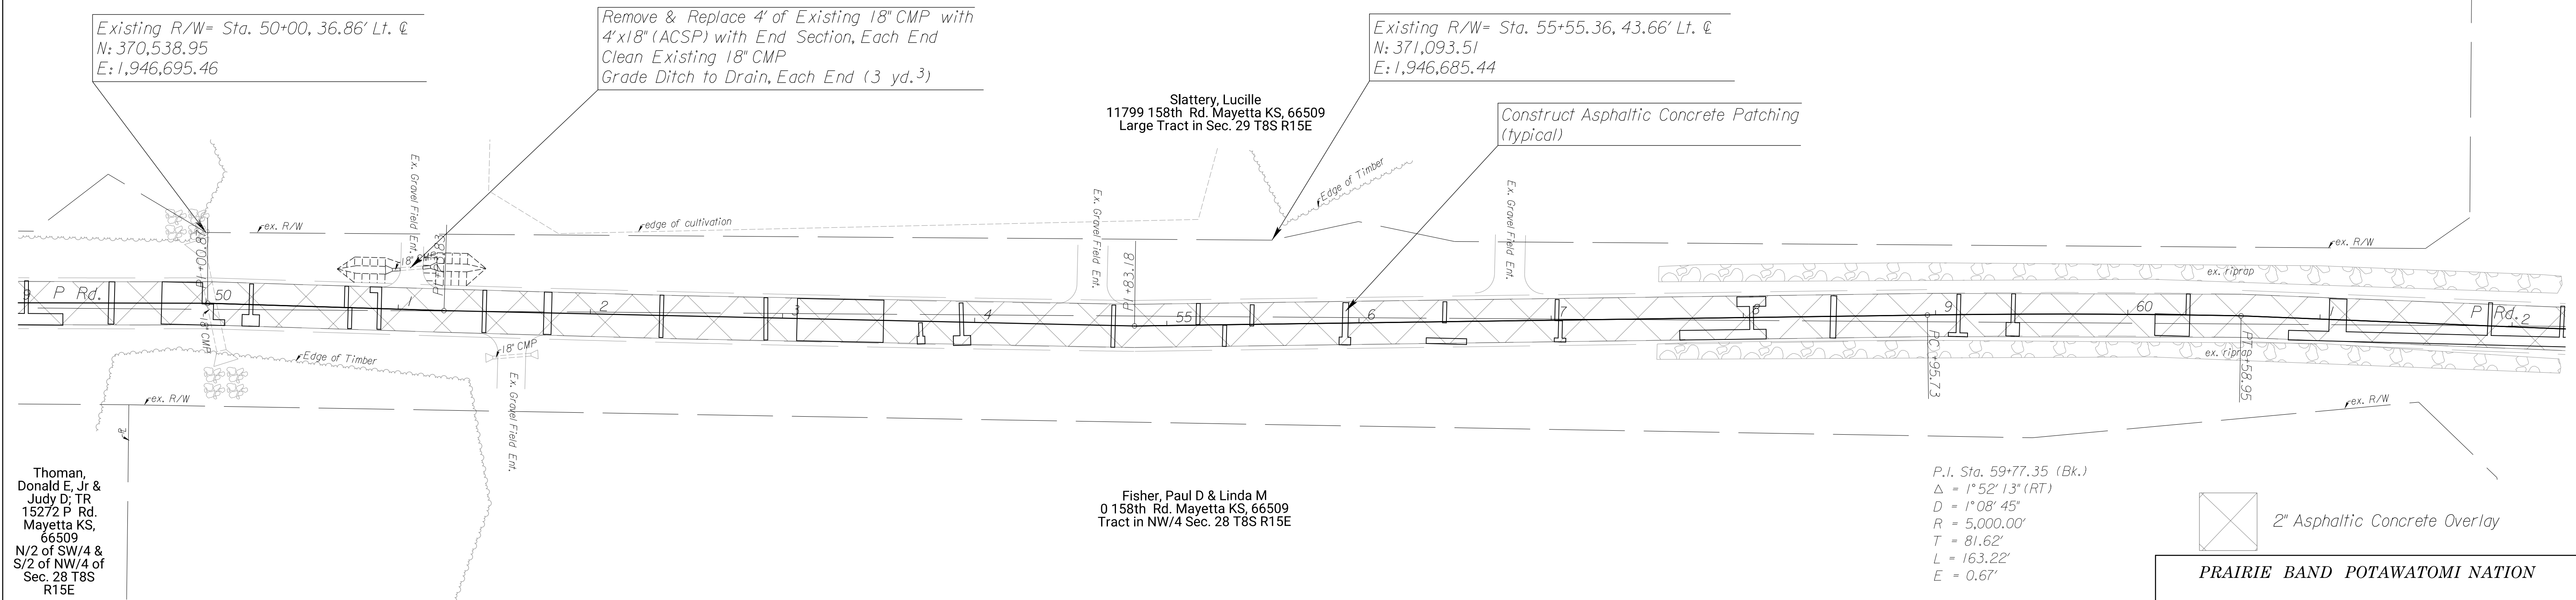 Existing R/W= Sta. 50+00, 36.86' Lt. ℄
N: 370,538.95
E: 1,946,695.46
Remove & Replace 4' of Existing 18" CMP with
4'x18" (ACSP) with End Section, Each End
Clean Existing 18" CMP
Grade Ditch to Drain, Each End (3 yd.³)
Existing R/W= Sta. 55+55.36, 43.66' Lt. ℄
N: 371,093.51
E: 1,946,685.44
Slattery, Lucille
11799 158th Rd. Mayetta KS, 66509
Large Tract in Sec. 29 T8S R15E
Construct Asphaltic Concrete Patching
(typical)
Ex. Gravel Field Ent.
Edge of Timber
Ex. Gravel Field Ent.
Ex. Gravel Field Ent.
ex. R/W
edge of cultivation
ex. R/W
18" CMP
ex. riprap
9
P Rd.
50
1
2
3
4
55
6
7
8
9
60
1
P Rd.
2
18" CMP
PI +83.18
PC +95.73
PT +58.95
18" CMP
Edge of Timber
ex. riprap
Ex. Gravel Field Ent.
ex. R/W
ex. R/W
Thoman,
Donald E, Jr &
Judy D; TR
15272 P Rd.
Mayetta KS,
66509
N/2 of SW/4 &
S/2 of NW/4 of
Sec. 28 T8S
R15E
Fisher, Paul D & Linda M
0 158th Rd. Mayetta KS, 66509
Tract in NW/4 Sec. 28 T8S R15E
P.I. Sta. 59+77.35 (Bk.)
Δ = 1°52'13" (RT)
D = 1°08'45"
R = 5,000.00'
T = 81.62'
L = 163.22'
E = 0.67'
2" Asphaltic Concrete Overlay
PRAIRIE BAND POTAWATOMI NATION